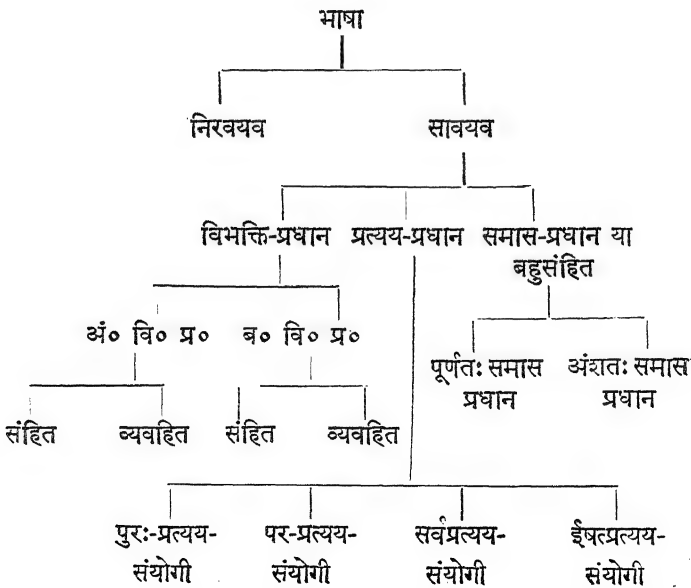 भाषा
निरवयव सावयव
विभक्ति-प्रधान प्रत्यय-प्रधान समास-प्रधान या
बहुसंहित
अं० वि० प्र० ब० वि० प्र०
पूर्णतः समास अंशतः समास
प्रधान प्रधान
संहित व्यवहित संहित व्यवहित
पुरः-प्रत्यय- पर-प्रत्यय- सर्वप्रत्यय- ईषत्प्रत्यय-
संयोगी संयोगी संयोगी संयोगी